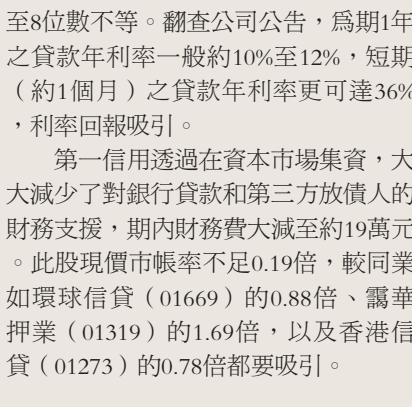 至8位數不等。翻查公司公告，爲期1年
之貸款年利率一般約10%至12%，短期
（約1個月）之貸款年利率更可達36%
，利率回報吸引。
第一信用透過在資本市場集資，大
大減少了對銀行貸款和第三方放債人的
財務支援，期內財務費大減至約19萬元
。此股現價市帳率不足0.19倍，較同業
如環球信貸（01669）的0.88倍、靄華
押業（01319）的1.69倍，以及香港信
貸（01273）的0.78倍都要吸引。